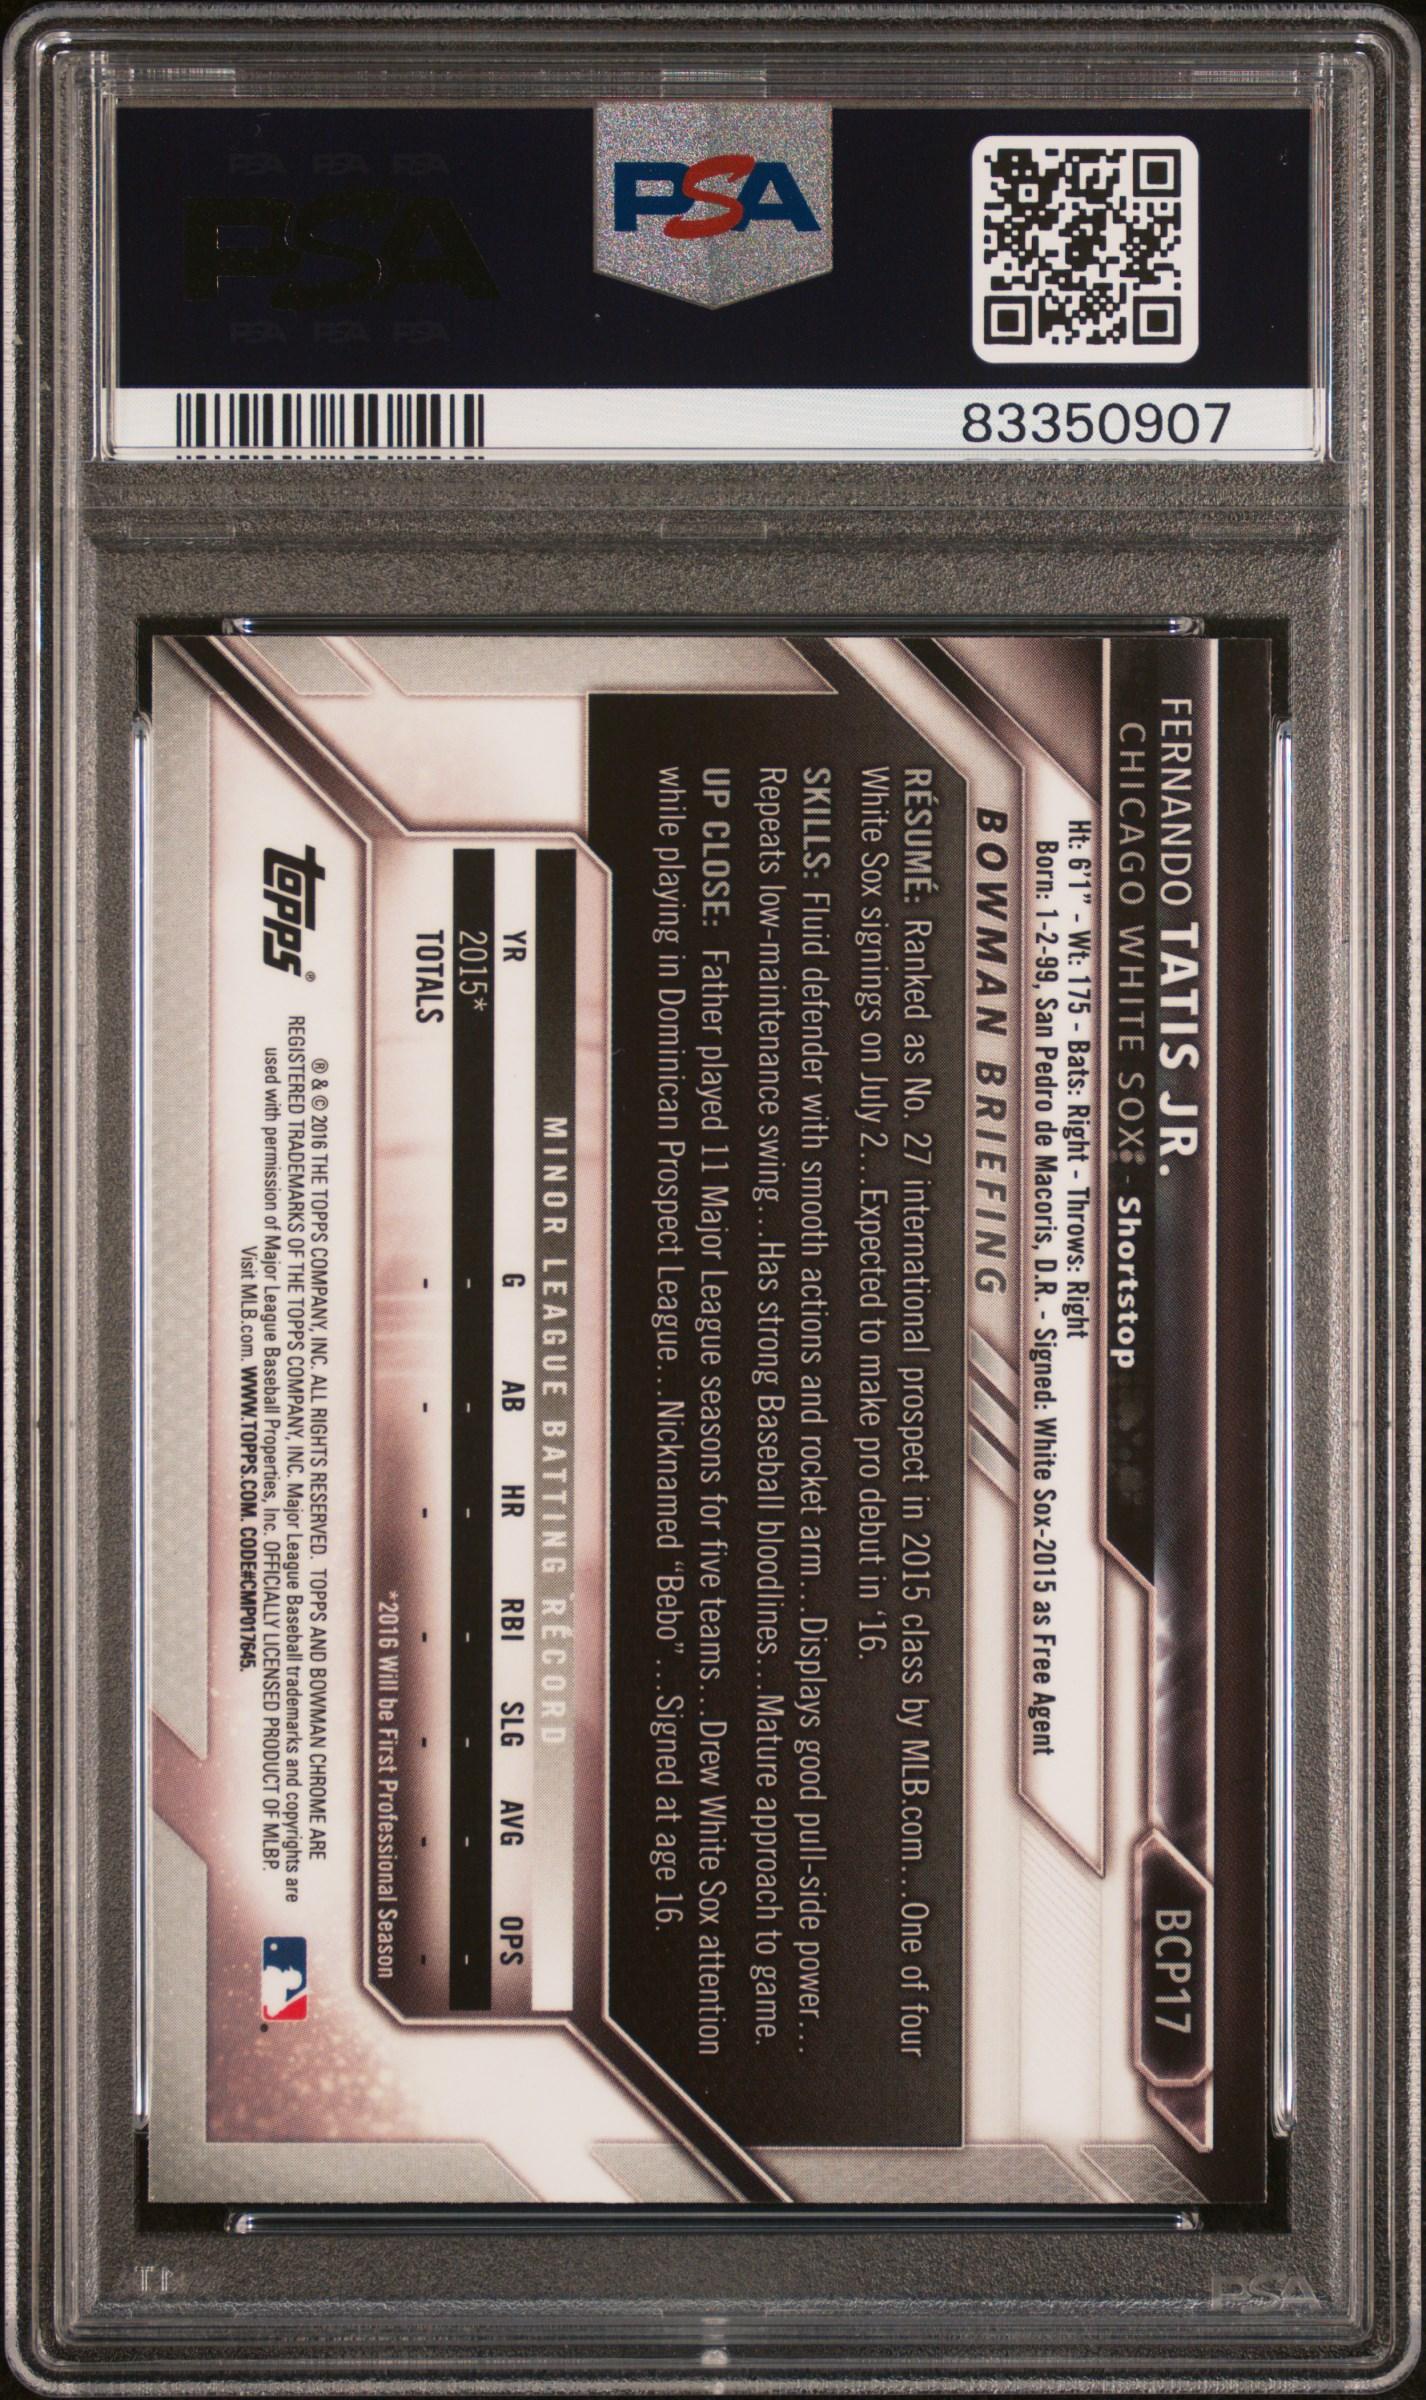 PSA PSA PSA
PSA
PSA PSA PSA
PSA
83350907
FERNANDO TATIS JR.
CHICAGO WHITE SOX® - Shortstop
BCP17
Ht: 6'1" - Wt: 175 - Bats: Right - Throws: Right
Born: 1-2-99, San Pedro de Macoris, D.R. - Signed: White Sox-2015 as Free Agent
BOWMAN BRIEFING
RÉSUMÉ: Ranked as No. 27 international prospect in 2015 class by MLB.com...One of four
White Sox signings on July 2...Expected to make pro debut in '16.
SKILLS: Fluid defender with smooth actions and rocket arm...Displays good pull-side power...
Repeats low-maintenance swing...Has strong Baseball bloodlines...Mature approach to game.
UP CLOSE: Father played 11 Major League seasons for five teams...Drew White Sox attention
while playing in Dominican Prospect League....Nicknamed "Bebo"...Signed at age 16.
MINOR LEAGUE BATTING RECORD
YR G AB HR RBI SLG AVG OPS
2015* - - - - - - -
TOTALS - - - - - - -
*2016 Will be First Professional Season
topps®
® & © 2016 THE TOPPS COMPANY, INC. ALL RIGHTS RESERVED. TOPPS AND BOWMAN CHROME ARE
REGISTERED TRADEMARKS OF THE TOPPS COMPANY, INC. Major League Baseball trademarks and copyrights are
used with permission of Major League Baseball Properties, Inc. OFFICIALLY LICENSED PRODUCT OF MLBP.
Visit MLB.com. WWW.TOPPS.COM. CODE#CMP017645.
PSA